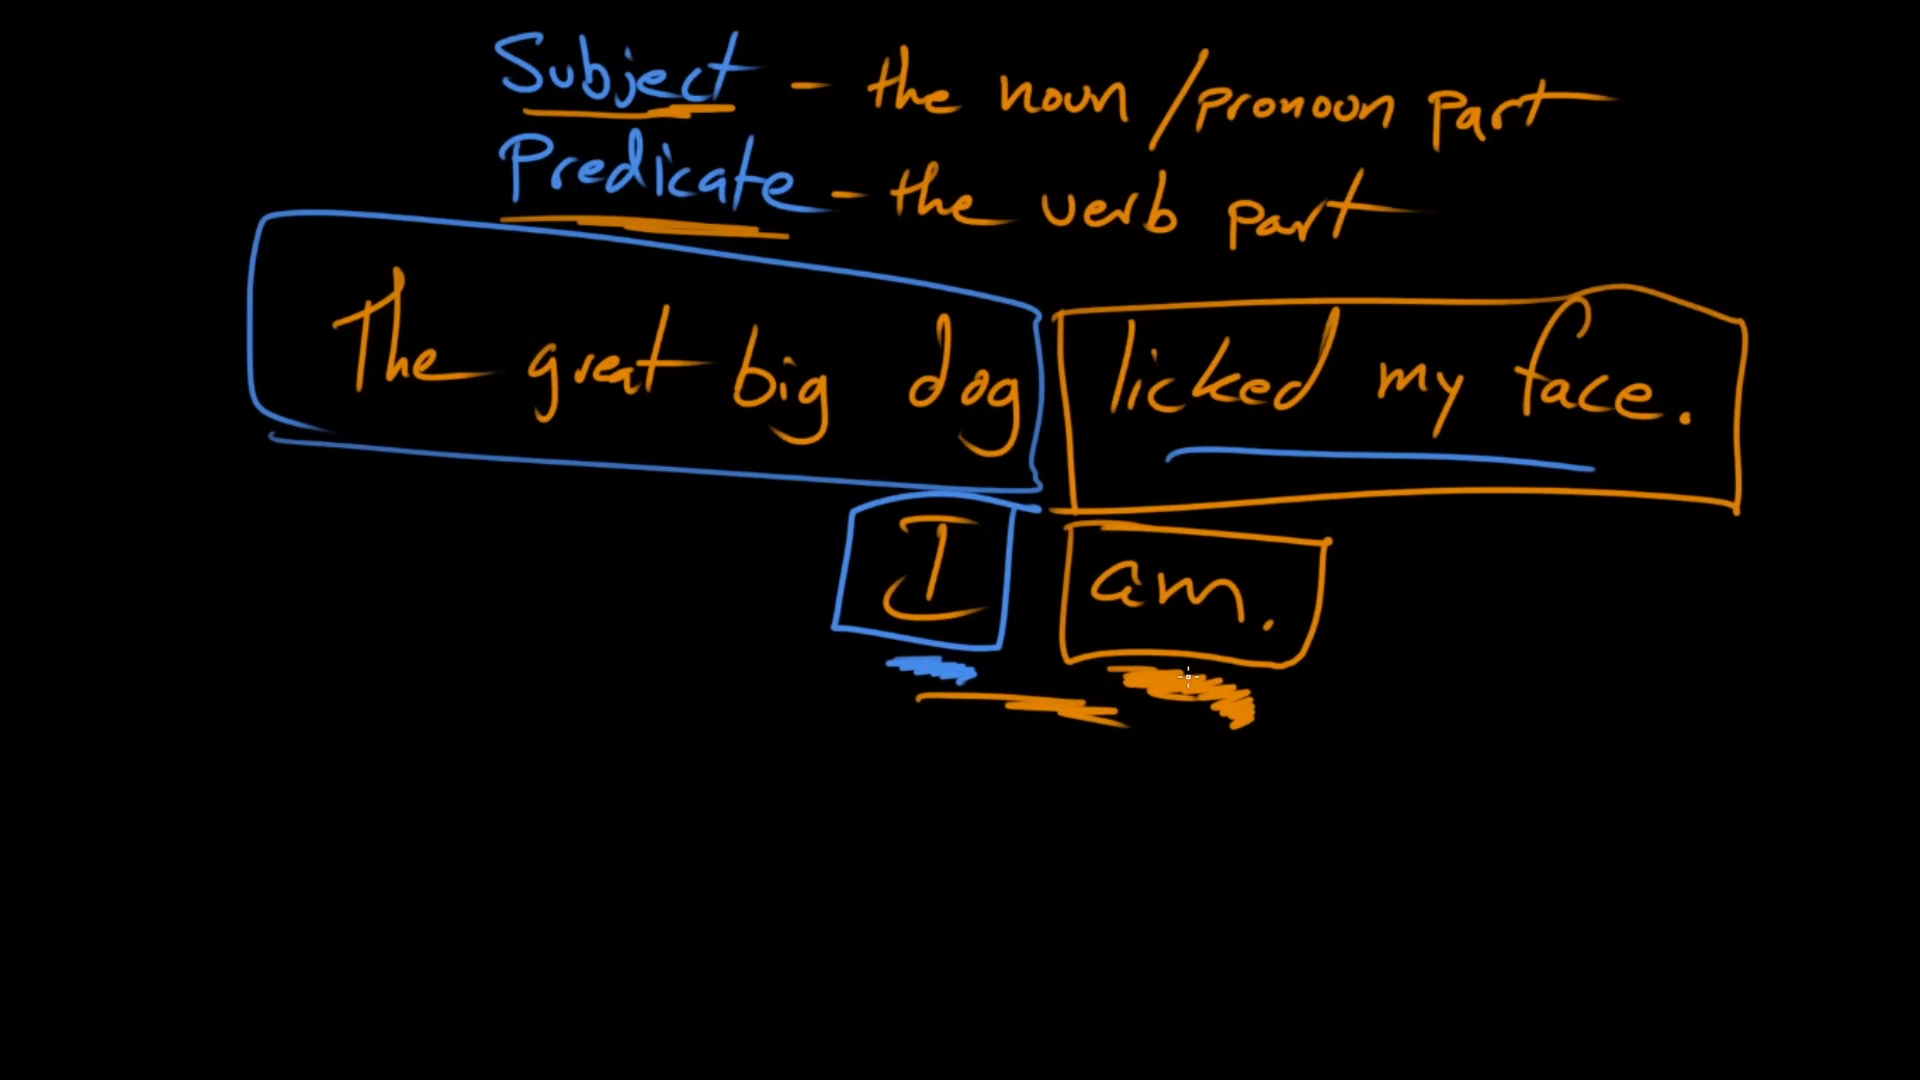 Subject - the noun/pronoun part
Predicate - the verb part
The great big dog licked my face.
I am.